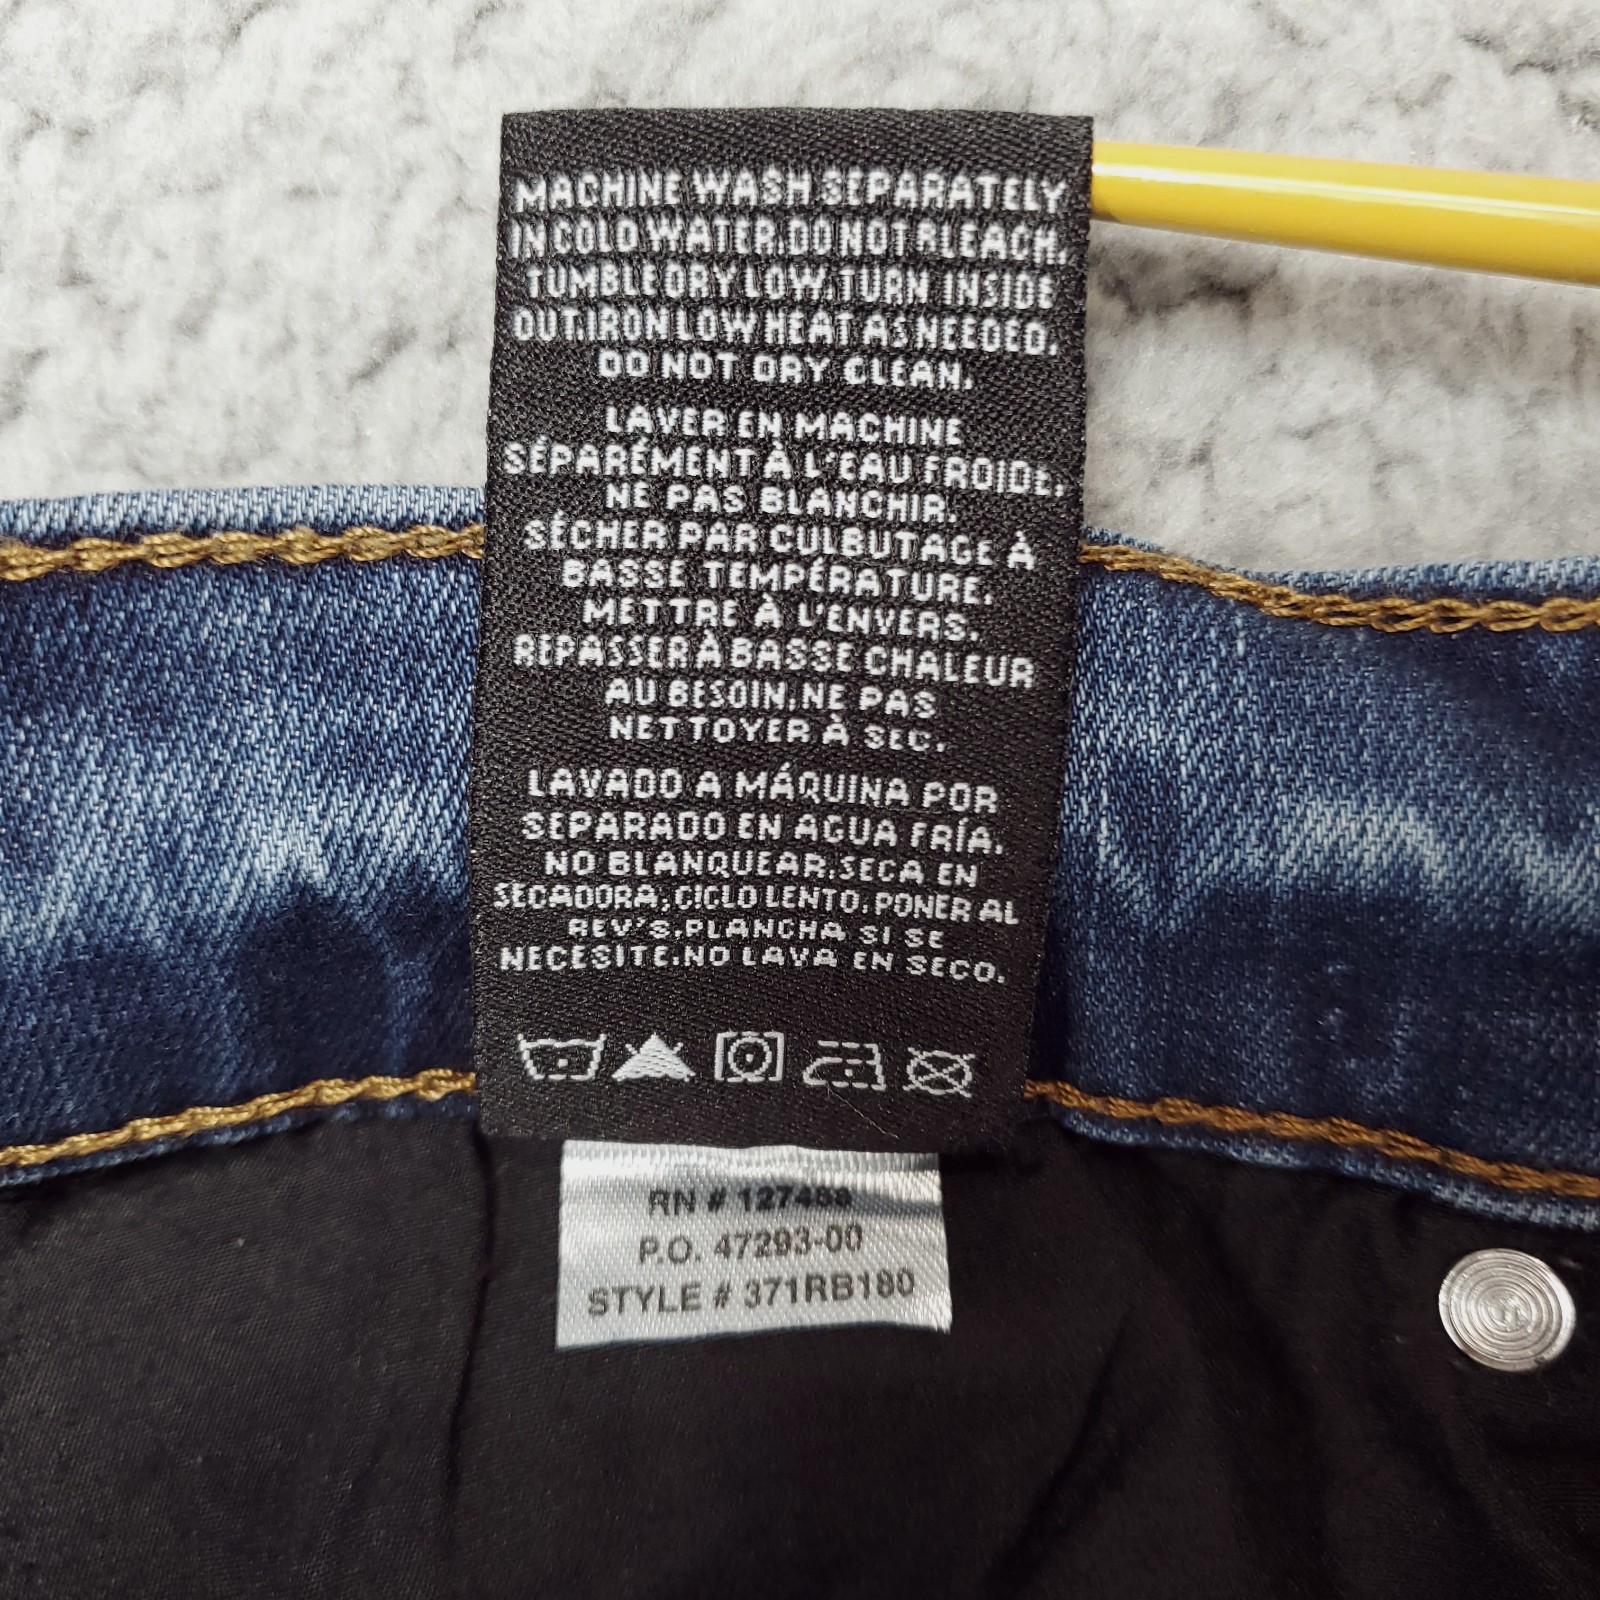 MACHINE WASH SEPARATELY
IN COLD WATER.DO NOT BLEACH.
TUMBLE DRY LOW.TURN INSIDE
OUT.IRON LOW HEAT AS NEEDED.
DO NOT DRY CLEAN.
LAVER EN MACHINE
SÉPARÉMENT À L'EAU FROIDE.
NE PAS BLANCHIR.
SÉCHER PAR CULBUTAGE À
BASSE TEMPÉRATURE.
METTRE À L'ENVERS.
REPASSER À BASSE CHALEUR
AU BESOIN.NE PAS
NETTOYER À SEC.
LAVADO A MÁQUINA POR
SEPARADO EN AGUA FRÍA.
NO BLANQUEAR.SECA EN
SECADORA.CICLO LENTO.PONER AL
REV'S.PLANCHA SI SE
NECESITE.NO LAVA EN SECO.
RN # 127488
P.O. 47293-00
STYLE # 371RB180